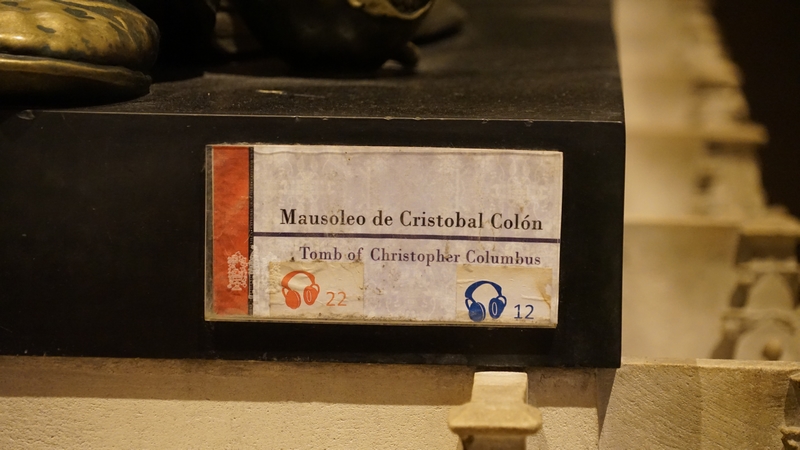 Mausoleo de Cristobal Colón
Tomb of Christopher Columbus
22
12